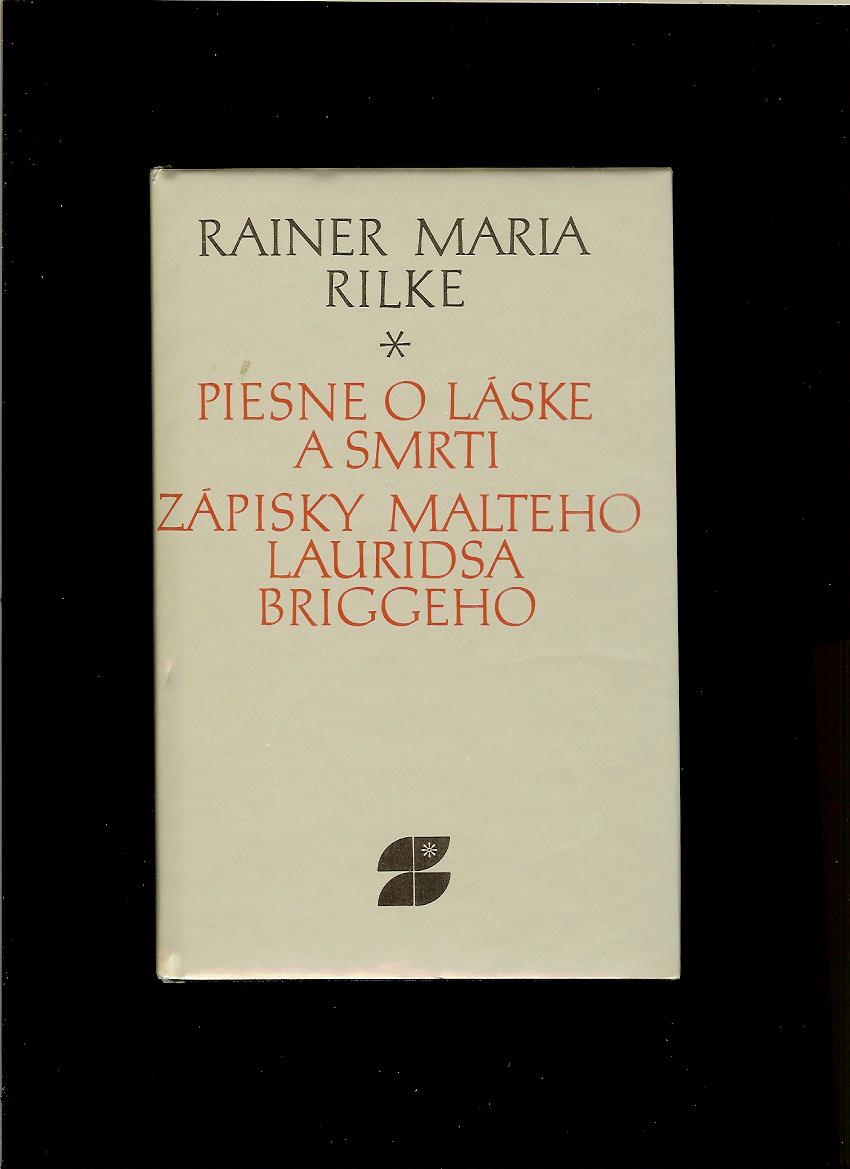 RAINER MARIA
RILKE
*
PIESNE O LÁSKE
A SMRTI
ZÁPISKY MALTEHO
LAURIDSA
BRIGGEHO